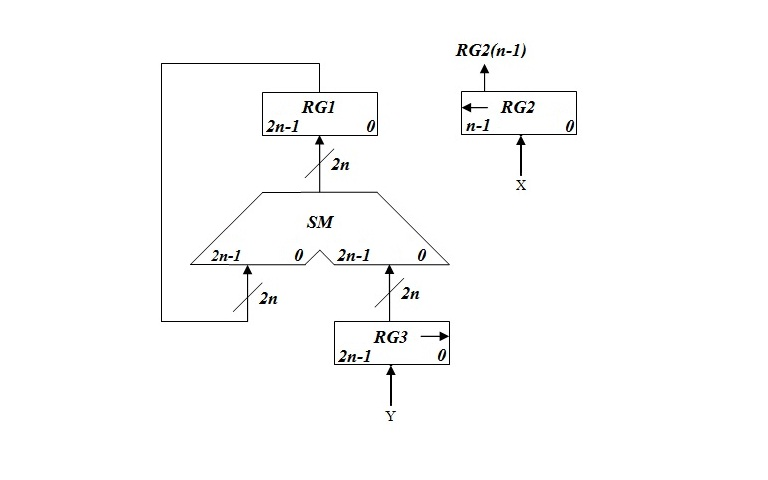 RG2(n-1)
RG1
2n-1 0
RG2
n-1 0
2n
X
SM
2n-1 0 2n-1 0
2n
2n
RG3
2n-1 0
Y